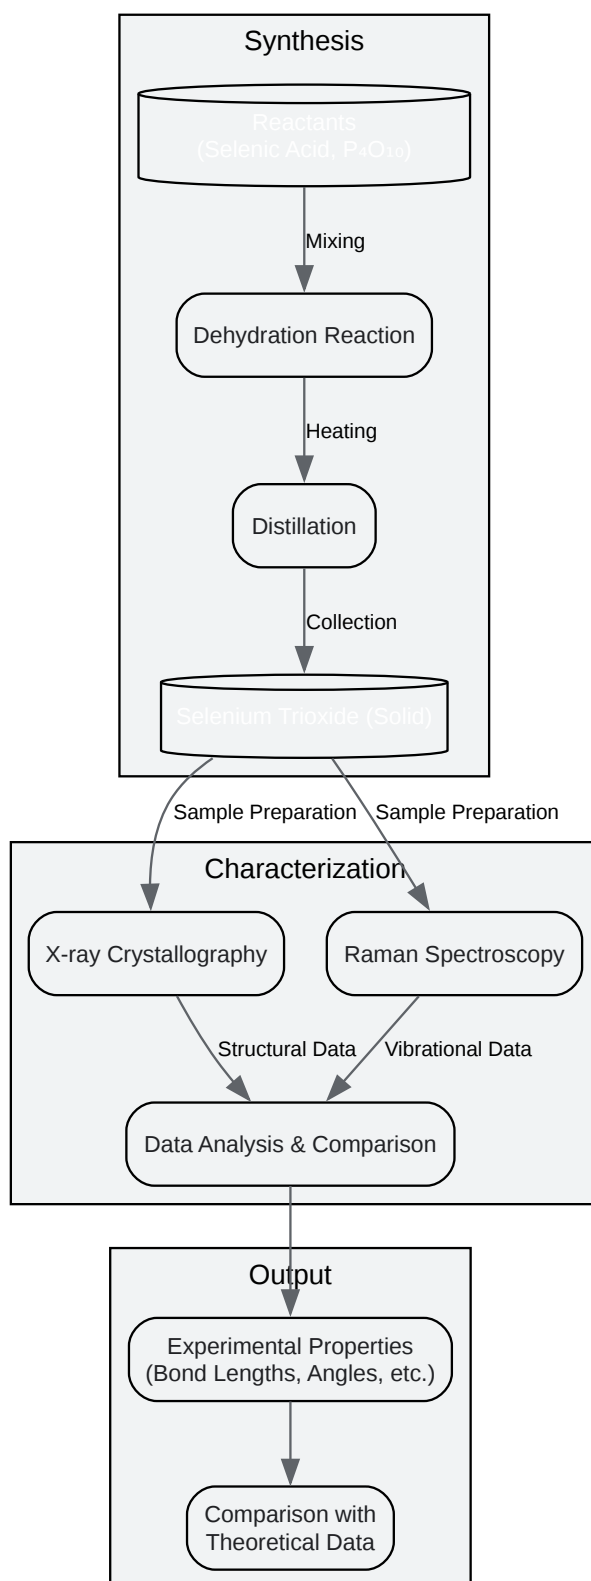 Synthesis
Reactants
(Selenic Acid, P₄O₁₀)
Mixing
Dehydration Reaction
Heating
Distillation
Collection
Selenium Trioxide (Solid)
Sample Preparation
Sample Preparation
Characterization
X-ray Crystallography
Raman Spectroscopy
Structural Data
Vibrational Data
Data Analysis & Comparison
Output
Experimental Properties
(Bond Lengths, Angles, etc.)
Comparison with
Theoretical Data